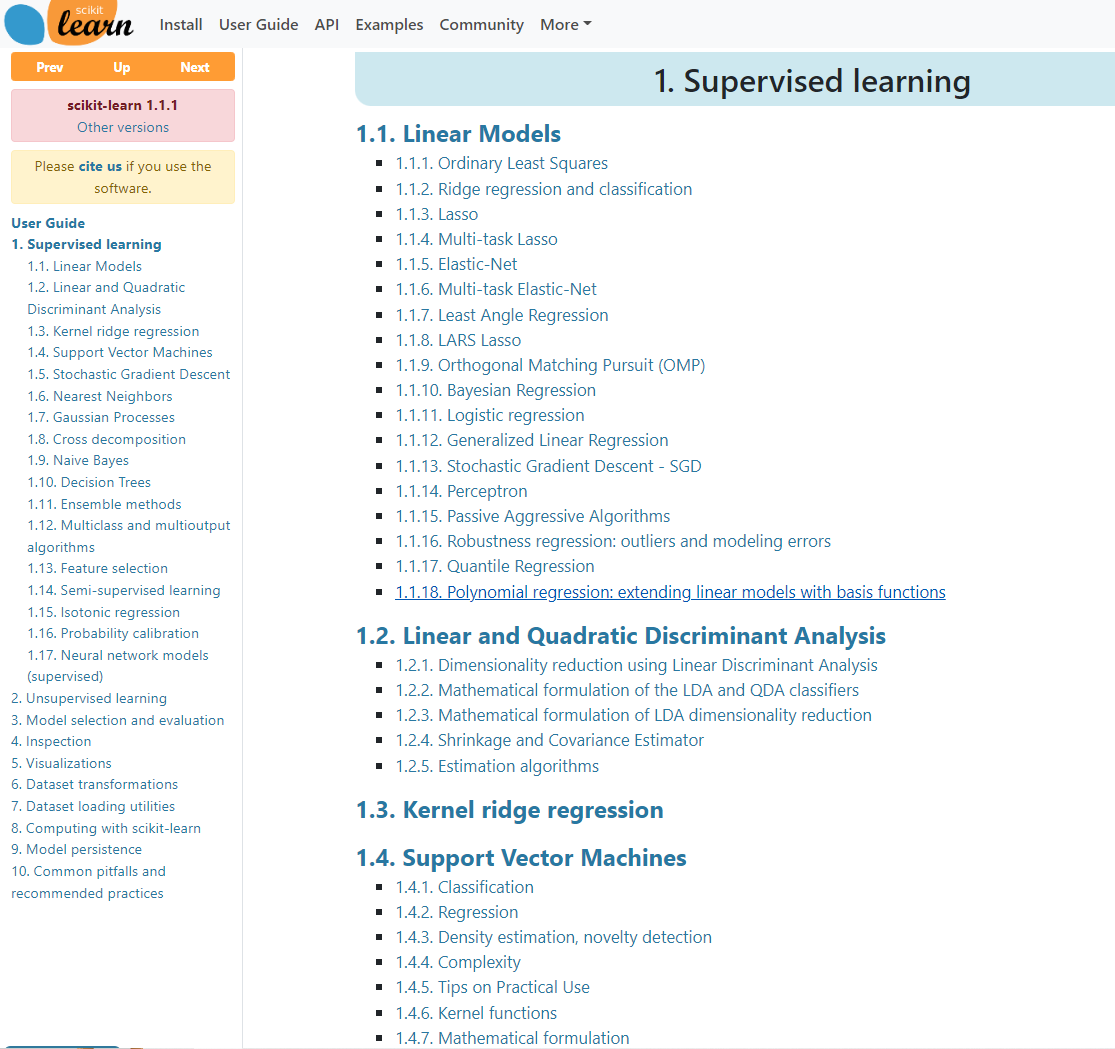 scikit
learn
Install User Guide API Examples Community More
Prev Up Next
scikit-learn 1.1.1
Other versions
Please cite us if you use the
software.
User Guide
1. Supervised learning
1.1. Linear Models
1.2. Linear and Quadratic
Discriminant Analysis
1.3. Kernel ridge regression
1.4. Support Vector Machines
1.5. Stochastic Gradient Descent
1.6. Nearest Neighbors
1.7. Gaussian Processes
1.8. Cross decomposition
1.9. Naive Bayes
1.10. Decision Trees
1.11. Ensemble methods
1.12. Multiclass and multioutput
algorithms
1.13. Feature selection
1.14. Semi-supervised learning
1.15. Isotonic regression
1.16. Probability calibration
1.17. Neural network models
(supervised)
2. Unsupervised learning
3. Model selection and evaluation
4. Inspection
5. Visualizations
6. Dataset transformations
7. Dataset loading utilities
8. Computing with scikit-learn
9. Model persistence
10. Common pitfalls and
recommended practices
1. Supervised learning
1.1. Linear Models
1.1.1. Ordinary Least Squares
1.1.2. Ridge regression and classification
1.1.3. Lasso
1.1.4. Multi-task Lasso
1.1.5. Elastic-Net
1.1.6. Multi-task Elastic-Net
1.1.7. Least Angle Regression
1.1.8. LARS Lasso
1.1.9. Orthogonal Matching Pursuit (OMP)
1.1.10. Bayesian Regression
1.1.11. Logistic regression
1.1.12. Generalized Linear Regression
1.1.13. Stochastic Gradient Descent - SGD
1.1.14. Perceptron
1.1.15. Passive Aggressive Algorithms
1.1.16. Robustness regression: outliers and modeling errors
1.1.17. Quantile Regression
1.1.18. Polynomial regression: extending linear models with basis functions
1.2. Linear and Quadratic Discriminant Analysis
1.2.1. Dimensionality reduction using Linear Discriminant Analysis
1.2.2. Mathematical formulation of the LDA and QDA classifiers
1.2.3. Mathematical formulation of LDA dimensionality reduction
1.2.4. Shrinkage and Covariance Estimator
1.2.5. Estimation algorithms
1.3. Kernel ridge regression
1.4. Support Vector Machines
1.4.1. Classification
1.4.2. Regression
1.4.3. Density estimation, novelty detection
1.4.4. Complexity
1.4.5. Tips on Practical Use
1.4.6. Kernel functions
1.4.7. Mathematical formulation